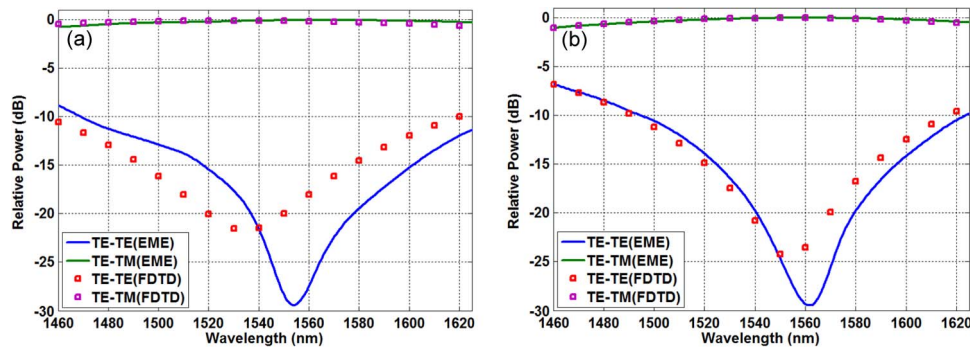 0
-5
-10
-15
-20
-25
-30
Relative Power (dB)
(a)
TE-TE(EME)
TE-TM(EME)
TE-TE(FDTD)
TE-TM(FDTD)
1460 1480 1500 1520 1540 1560 1580 1600 1620
Wavelength (nm)
0
-5
-10
-15
-20
-25
-30
Relative Power (dB)
(b)
TE-TE(EME)
TE-TM(EME)
TE-TE(FDTD)
TE-TM(FDTD)
1460 1480 1500 1520 1540 1560 1580 1600 1620
Wavelength (nm)